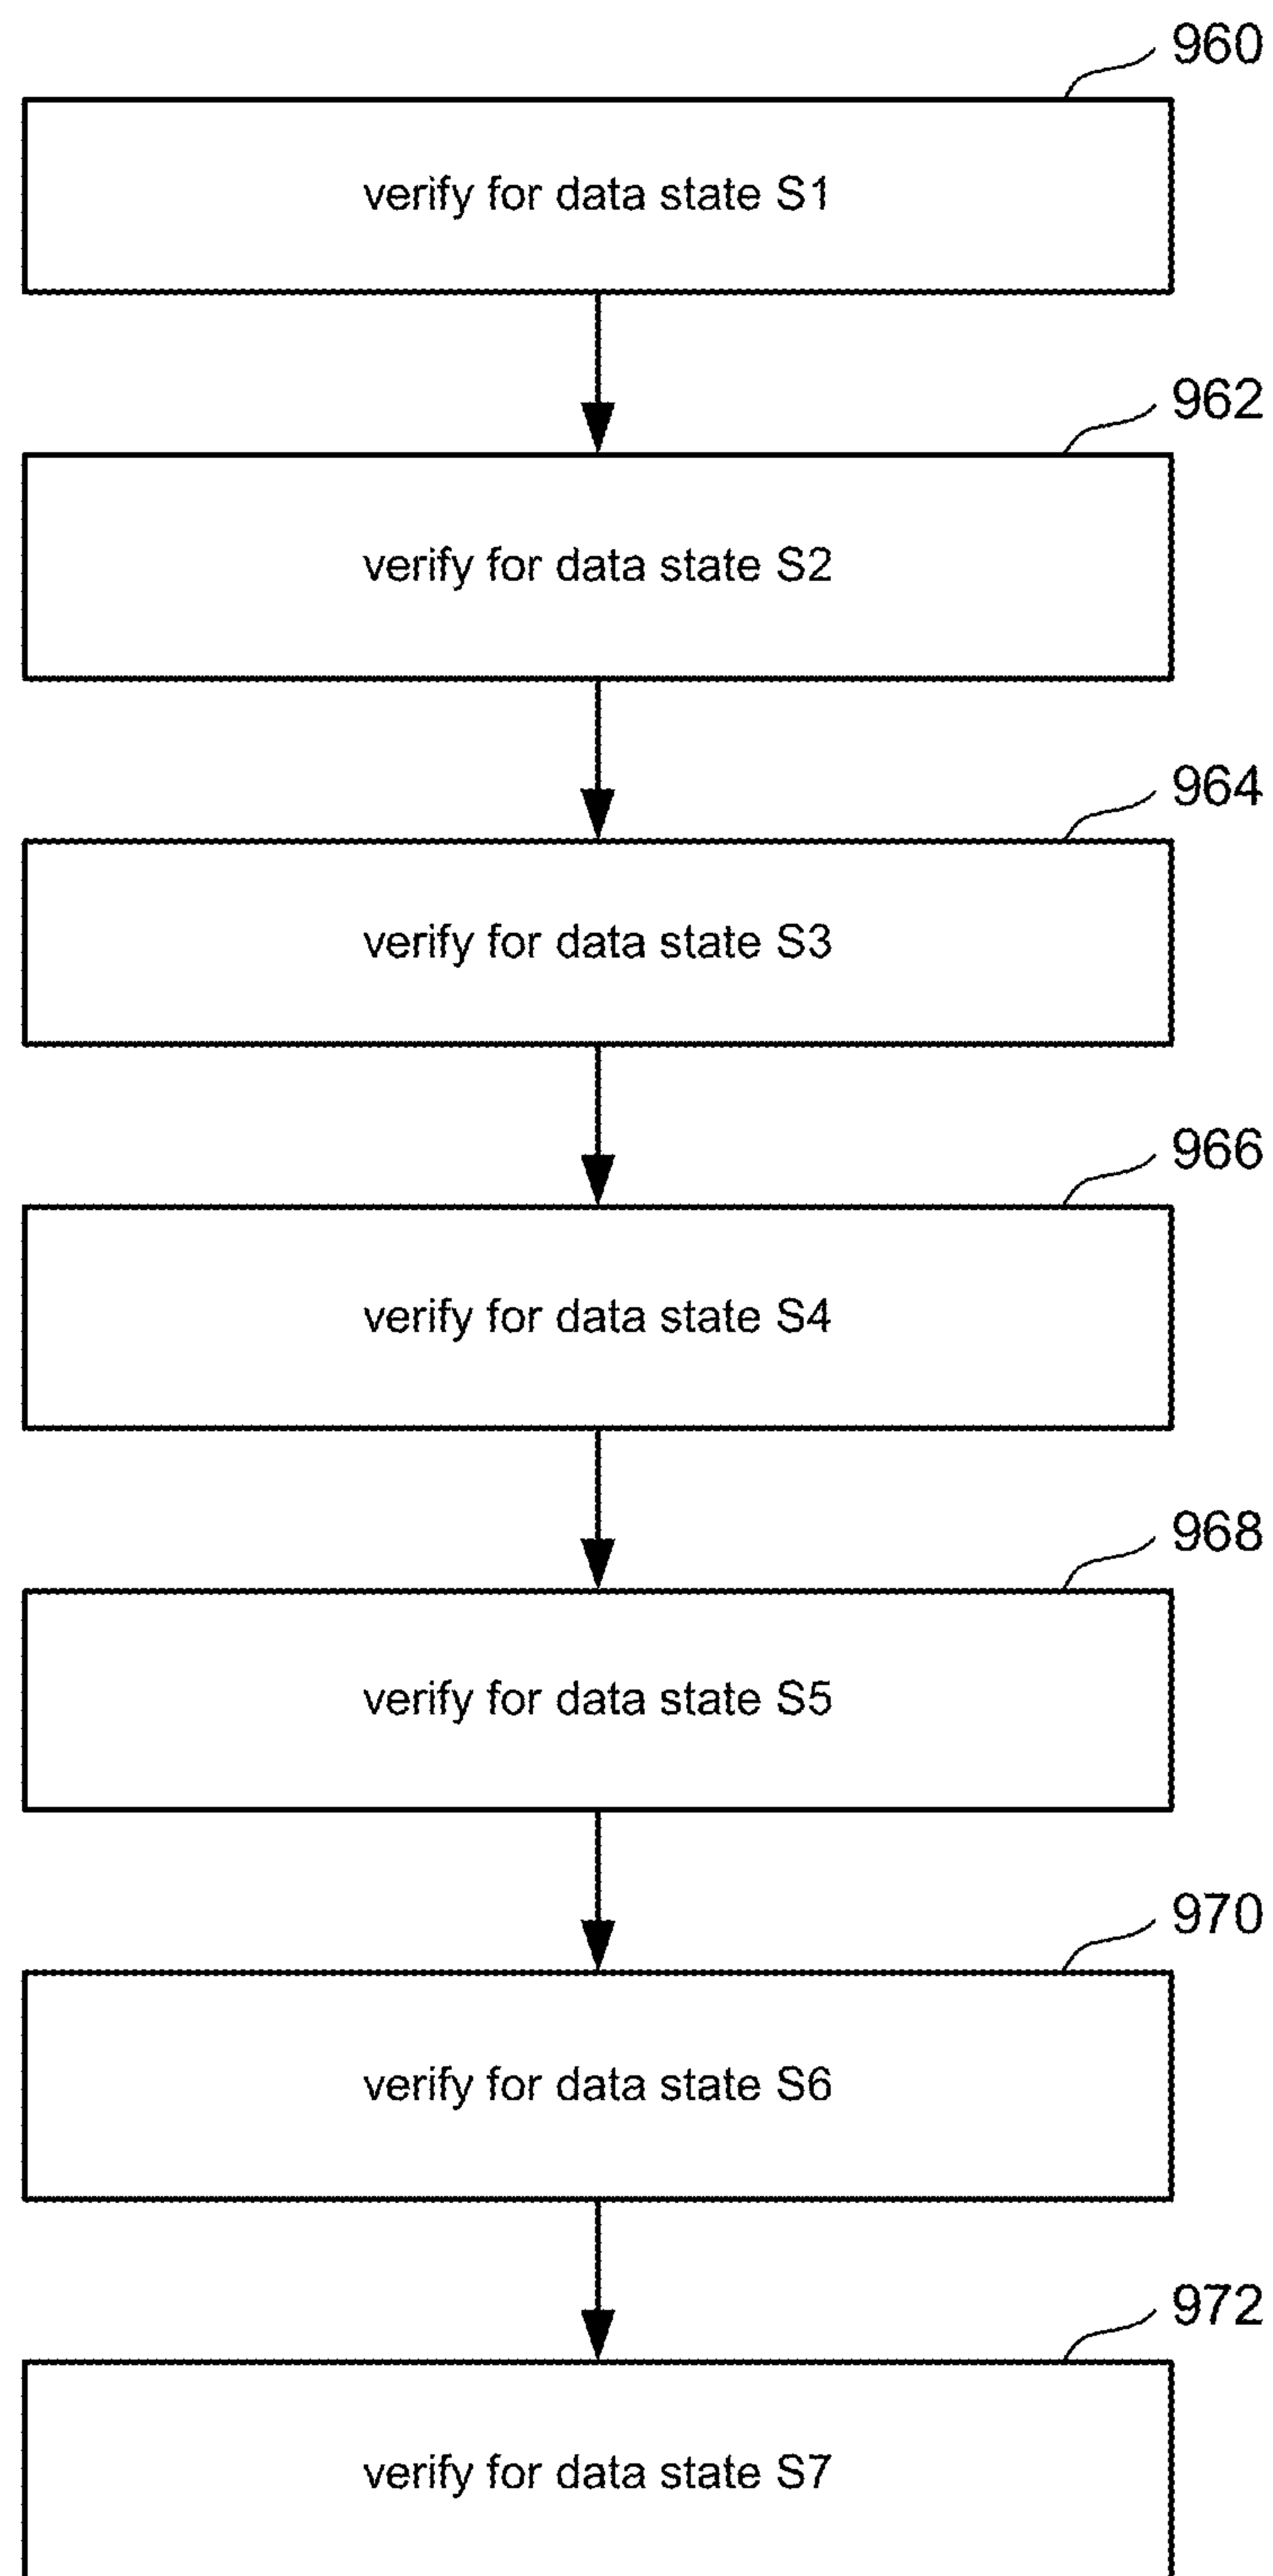 960
verify for data state S1
962
verify for data state S2
964
verify for data state S3
966
verify for data state S4
968
verify for data state S5
970
verify for data state S6
972
verify for data state S7